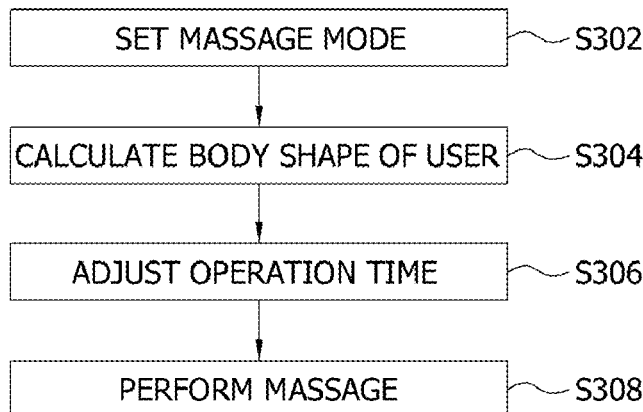 SET MASSAGE MODE S302
CALCULATE BODY SHAPE OF USER S304
ADJUST OPERATION TIME S306
PERFORM MASSAGE S308